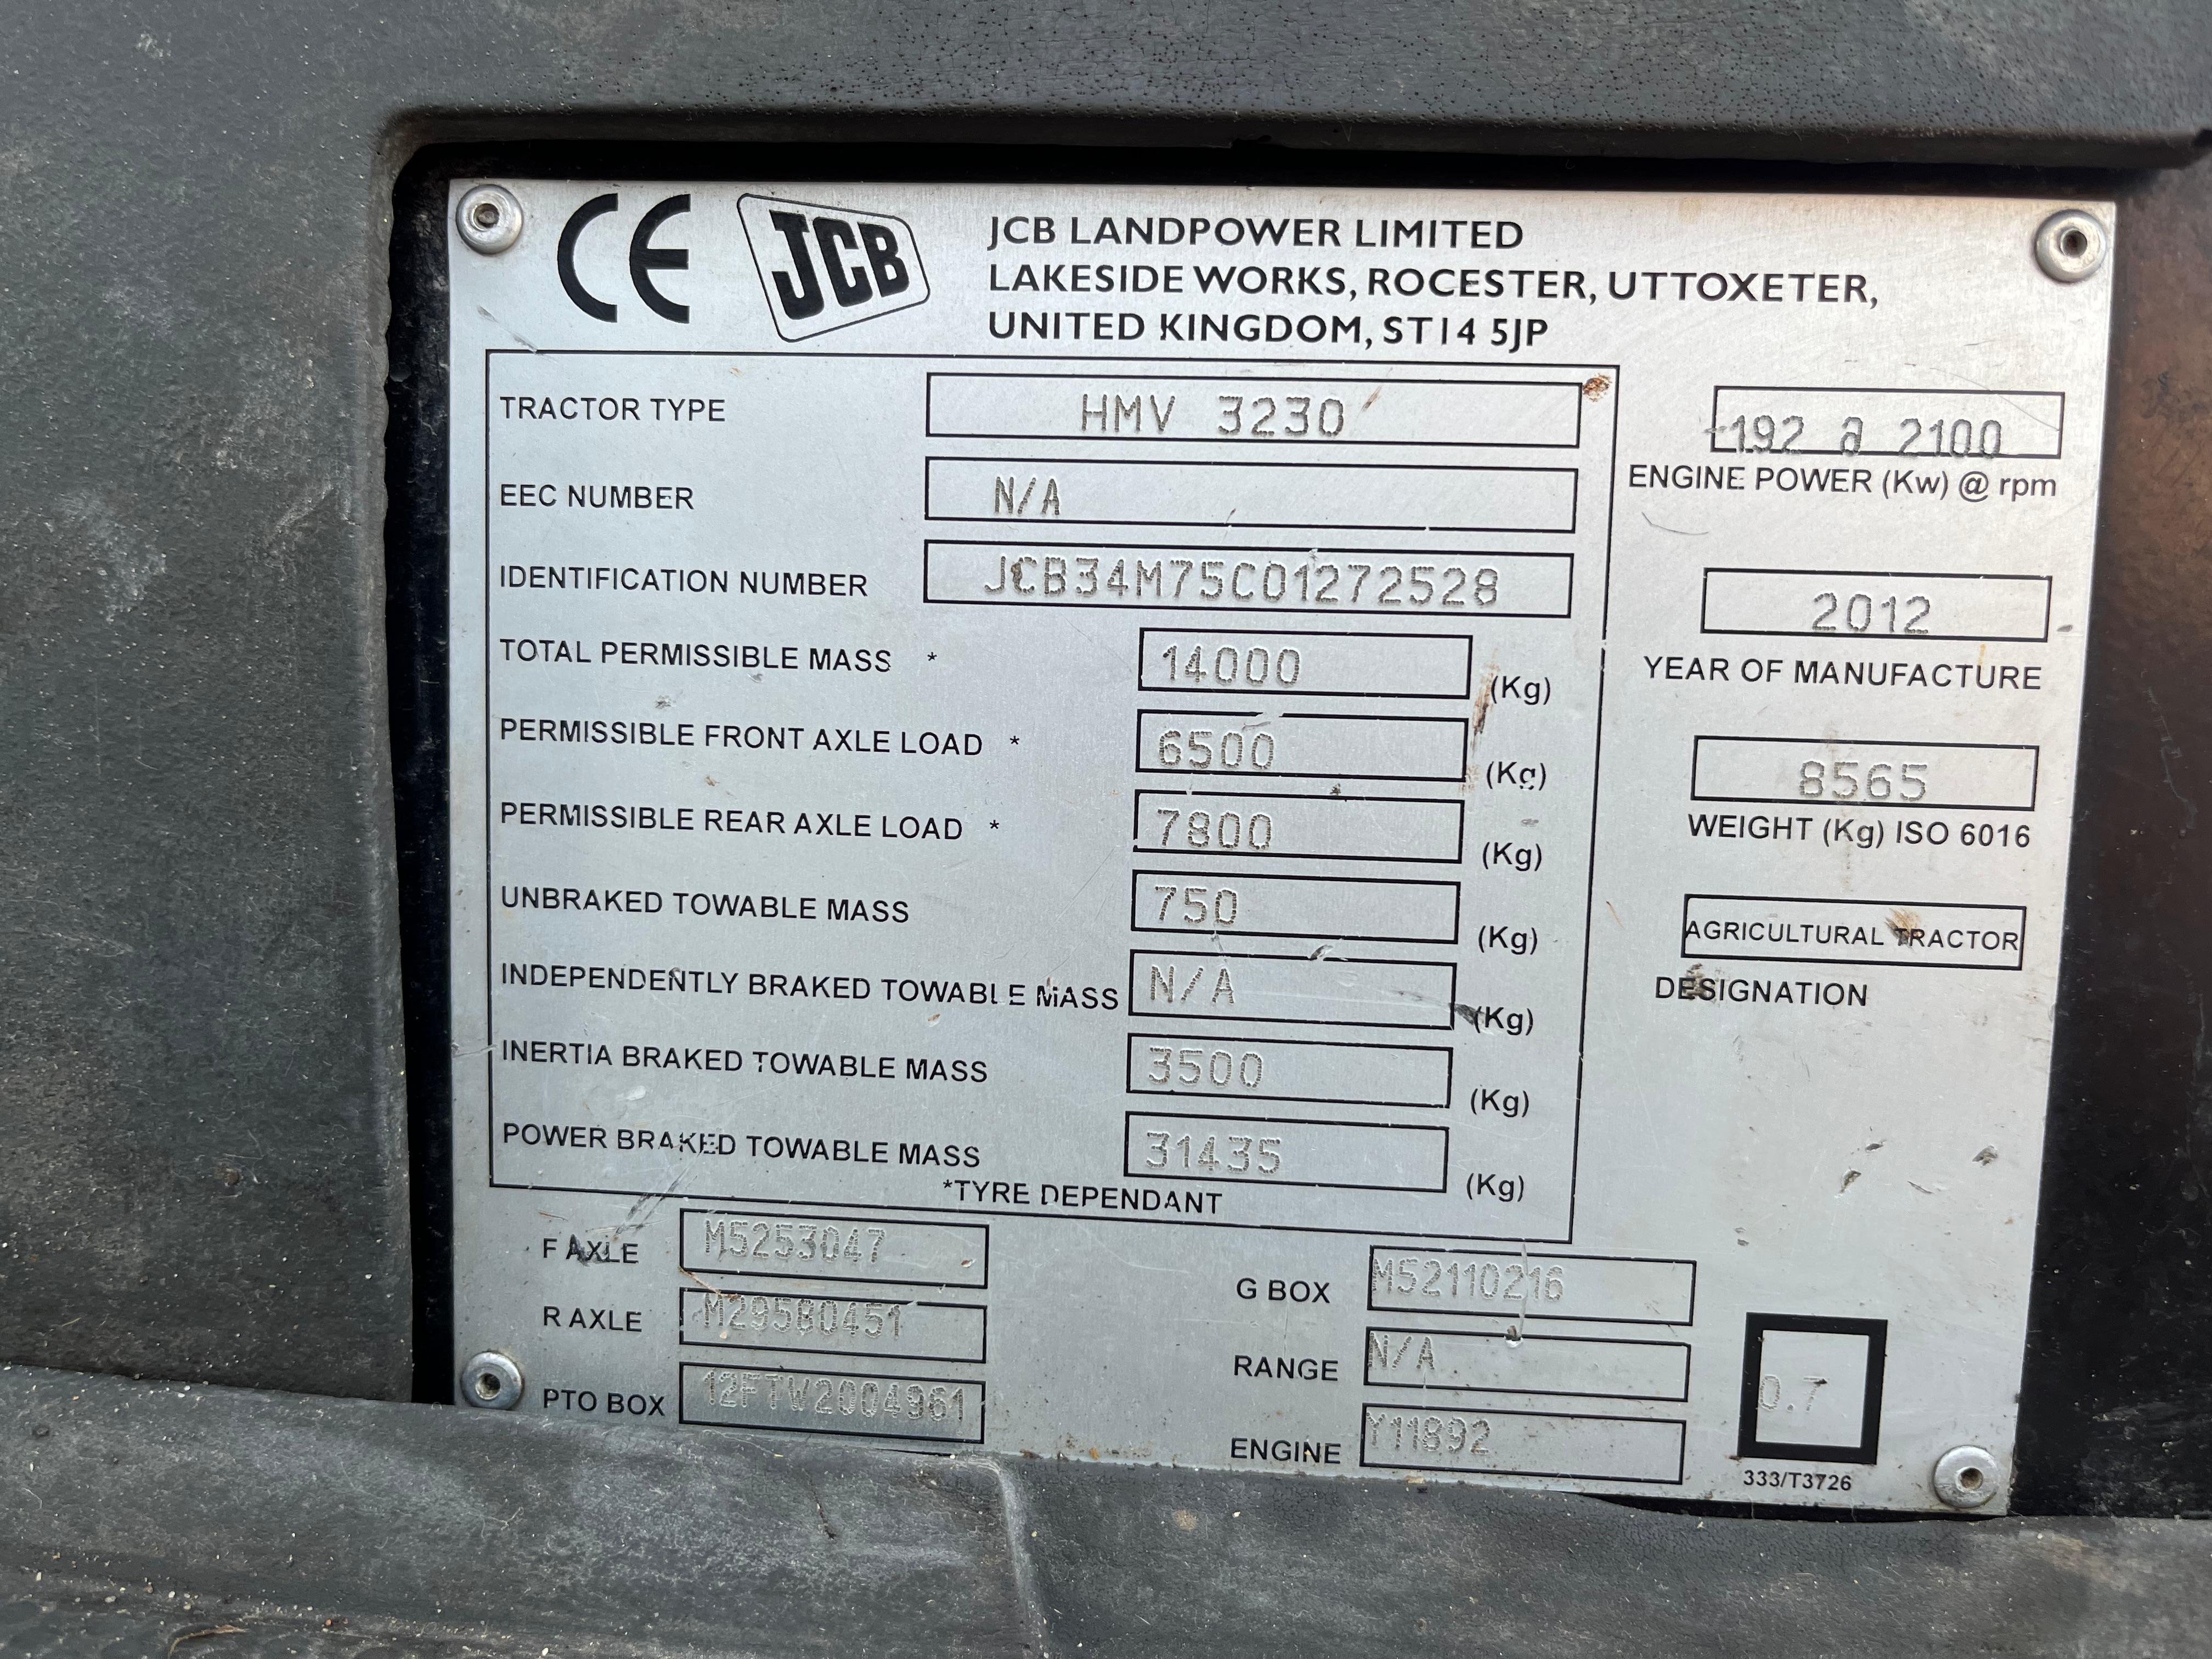 CE JCB JCB LANDPOWER LIMITED
LAKESIDE WORKS, ROCESTER, UTTOXETER,
UNITED KINGDOM, ST14 5JP
TRACTOR TYPE HMV 3230
EEC NUMBER N/A
IDENTIFICATION NUMBER JCB34M75C01272528
TOTAL PERMISSIBLE MASS * 14000 (Kg)
PERMISSIBLE FRONT AXLE LOAD * 6500 (Kg)
PERMISSIBLE REAR AXLE LOAD * 7800 (Kg)
UNBRAKED TOWABLE MASS 750 (Kg)
INDEPENDENTLY BRAKED TOWABLE MASS N/A (Kg)
INERTIA BRAKED TOWABLE MASS 3500 (Kg)
POWER BRAKED TOWABLE MASS 31435 (Kg)
*TYRE DEPENDANT
192 @ 2100
ENGINE POWER (Kw) @ rpm
2012
YEAR OF MANUFACTURE
8565
WEIGHT (Kg) ISO 6016
AGRICULTURAL TRACTOR
DESIGNATION
F AXLE M5253047
R AXLE
PTO BOX 12FTW2004961
G BOX M52110216
RANGE N/A
ENGINE Y11892
0.7
333/T3726